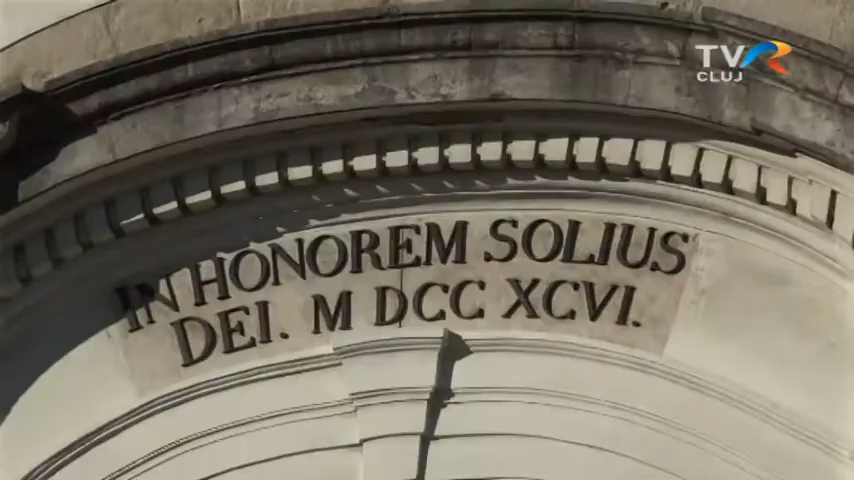 TVR
CLUJ
IN HONOREM SOLIUS
DEI. M DCC XCVI.